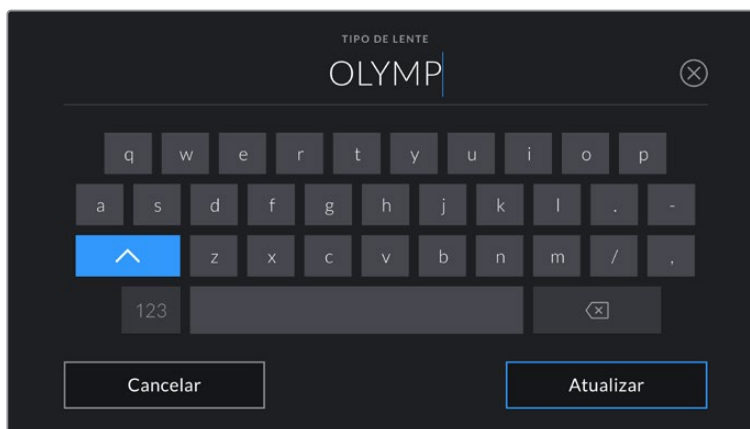 TIPO DE LENTE
OLYMP
q w e r t y u i o p
a s d f g h j k l . -
z x c v b n m / ,
123
Cancelar Atualizar